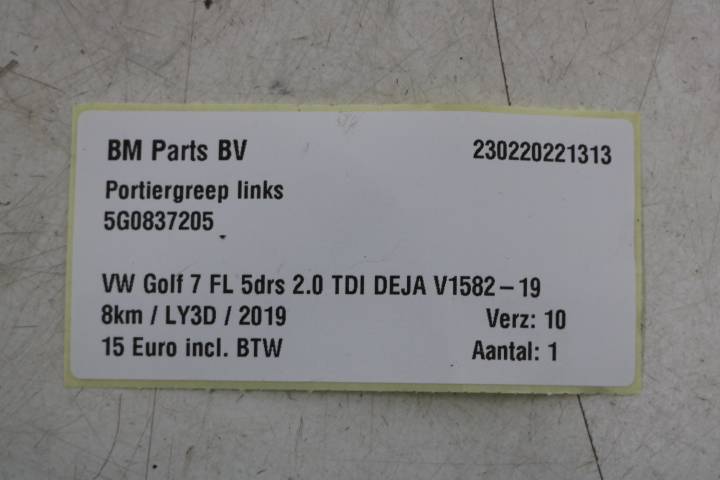 BM Parts BV 230220221313
Portiergreep links
5G0837205
VW Golf 7 FL 5drs 2.0 TDI DEJA V1582-19
8km / LY3D / 2019 Verz: 10
15 Euro incl. BTW Aantal: 1